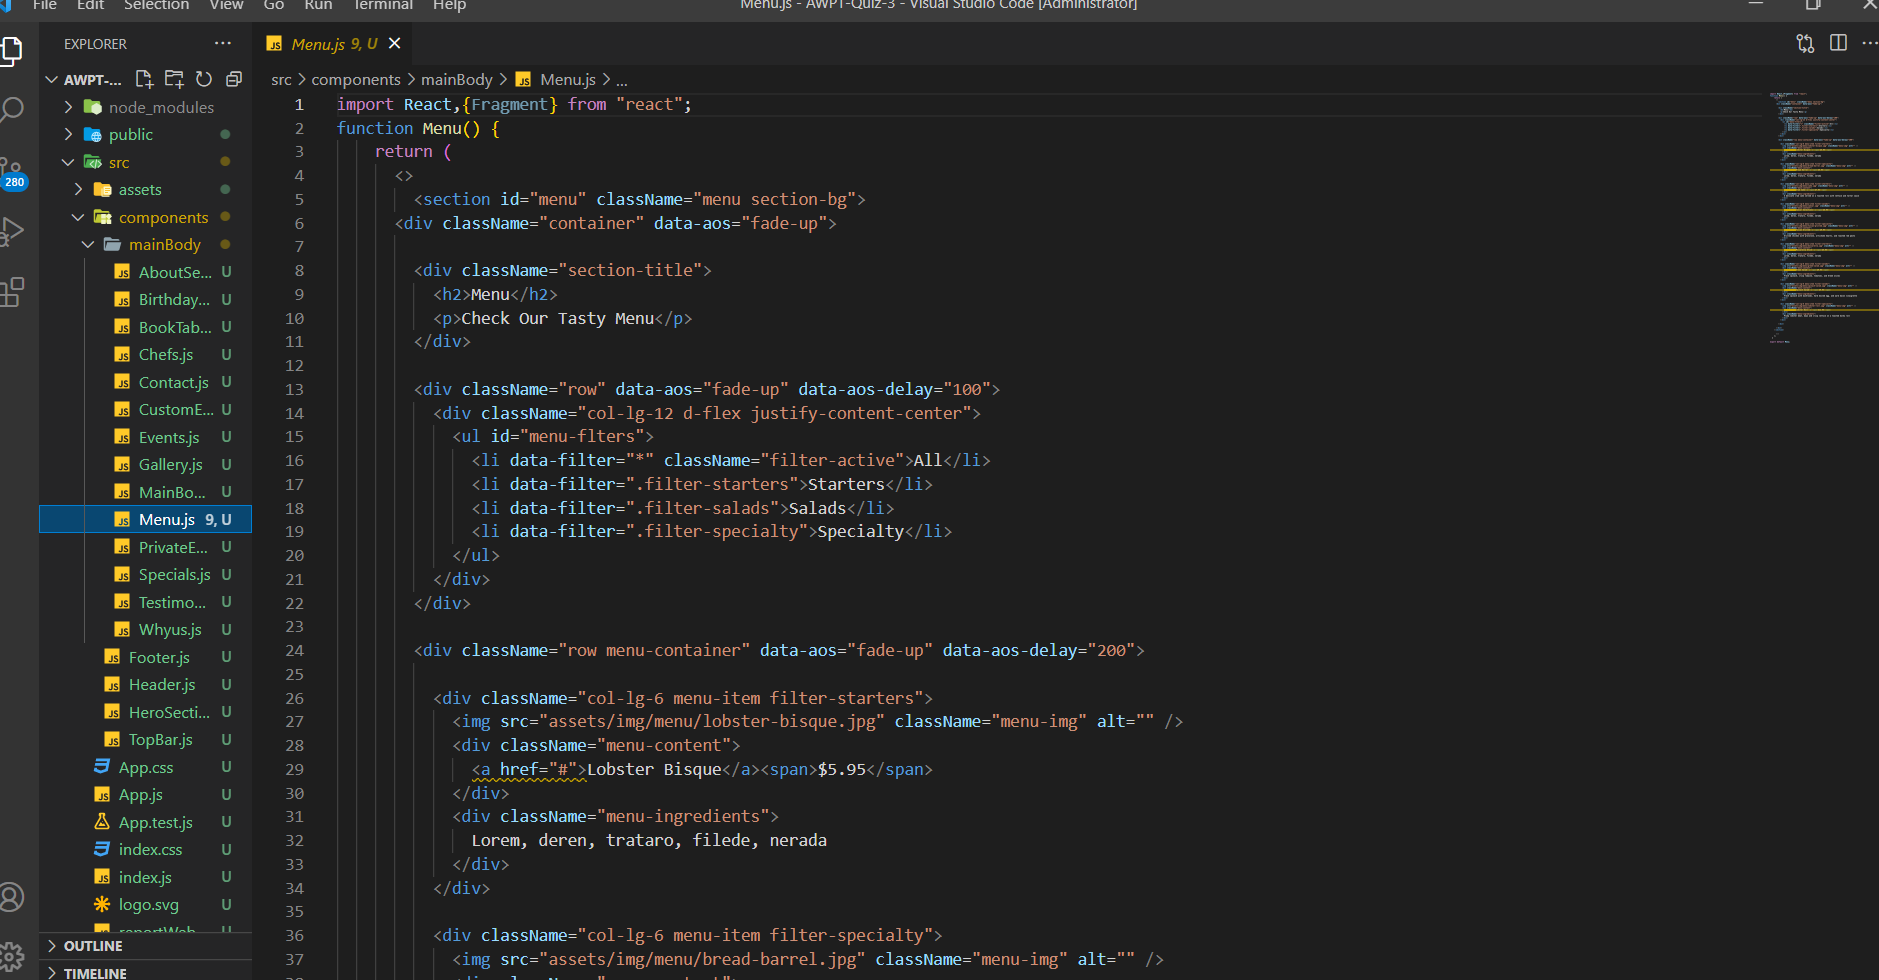 File Edit Selection View Go Run Terminal Help
Menu.js - AWPT-Quiz-3 - Visual Studio Code [Administrator]
EXPLORER
AWPT-...
node_modules
public
src
assets
components
mainBody
AboutSe... U
Birthday... U
BookTab... U
Chefs.js U
Contact.js U
CustomE... U
Events.js U
Gallery.js U
MainBo... U
Menu.js 9, U
PrivateE... U
Specials.js U
Testimo... U
Whyus.js U
Footer.js U
Header.js U
HeroSecti... U
TopBar.js U
App.css U
App.js U
App.test.js U
index.css U
index.js U
logo.svg U
reportWeb... U
OUTLINE
TIMELINE
280
Menu.js 9, U
src > components > mainBody > Menu.js > ...
1 import React,{Fragment} from "react";
2 function Menu() {
3 return (
4 <>
5 <section id="menu" className="menu section-bg">
6 <div className="container" data-aos="fade-up">
7
8 <div className="section-title">
9 <h2>Menu</h2>
10 <p>Check Our Tasty Menu</p>
11 </div>
12
13 <div className="row" data-aos="fade-up" data-aos-delay="100">
14 <div className="col-lg-12 d-flex justify-content-center">
15 <ul id="menu-flters">
16 <li data-filter="*" className="filter-active">All</li>
17 <li data-filter=".filter-starters">Starters</li>
18 <li data-filter=".filter-salads">Salads</li>
19 <li data-filter=".filter-specialty">Specialty</li>
20 </ul>
21 </div>
22 </div>
23
24 <div className="row menu-container" data-aos="fade-up" data-aos-delay="200">
25
26 <div className="col-lg-6 menu-item filter-starters">
27 <img src="assets/img/menu/lobster-bisque.jpg" className="menu-img" alt="" />
28 <div className="menu-content">
29 <a href="#">Lobster Bisque</a><span>$5.95</span>
30 </div>
31 <div className="menu-ingredients">
32 Lorem, deren, trataro, filede, nerada
33 </div>
34 </div>
35
36 <div className="col-lg-6 menu-item filter-specialty">
37 <img src="assets/img/menu/bread-barrel.jpg" className="menu-img" alt="" />